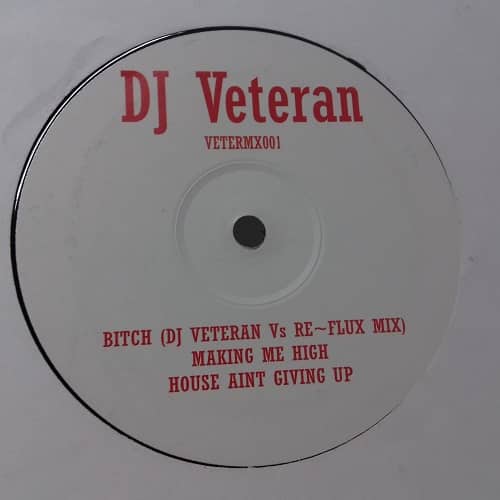 DJ Veteran
VETERMX001
BITCH (DJ VETERAN Vs RE~FLUX MIX)
MAKING ME HIGH
HOUSE AINT GIVING UP